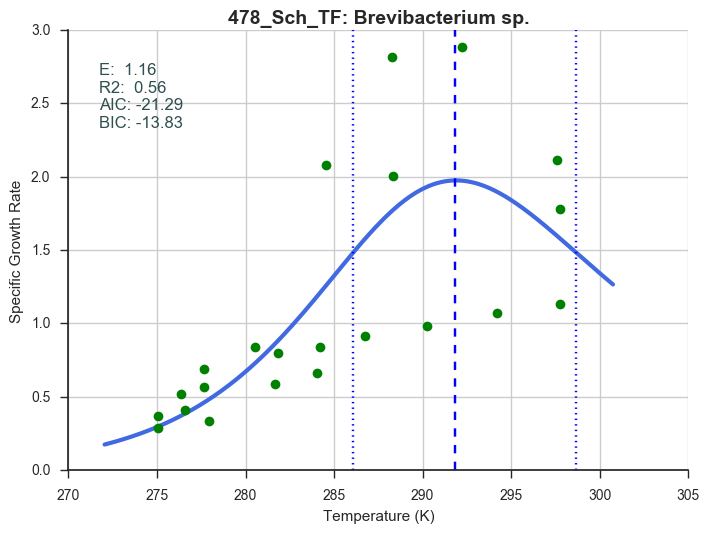 478_Sch_TF: Brevibacterium sp.
E:  1.16
R2:  0.56
AIC: -21.29
BIC: -13.83
Specific Growth Rate
3.0
2.5
2.0
1.5
1.0
0.5
0.0
270 275 280 285 290 295 300 305
Temperature (K)